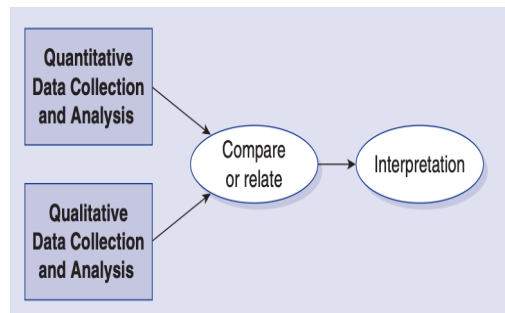 Quantitative
Data Collection
and Analysis
Compare
or relate
Interpretation
Qualitative
Data Collection
and Analysis